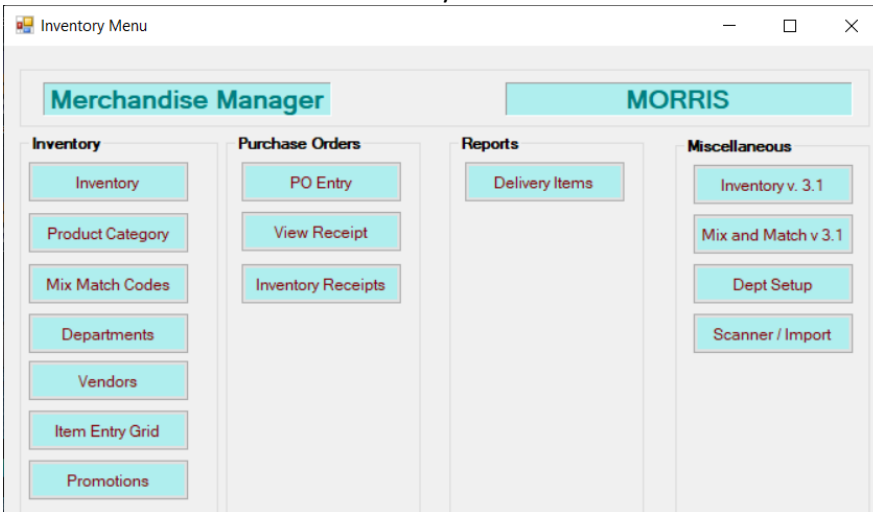 Inventory Menu
Merchandise Manager
MORRIS
Inventory
Inventory
Product Category
Mix Match Codes
Departments
Vendors
Item Entry Grid
Promotions
Purchase Orders
PO Entry
View Receipt
Inventory Receipts
Reports
Delivery Items
Miscellaneous
Inventory v. 3.1
Mix and Match v 3.1
Dept Setup
Scanner / Import